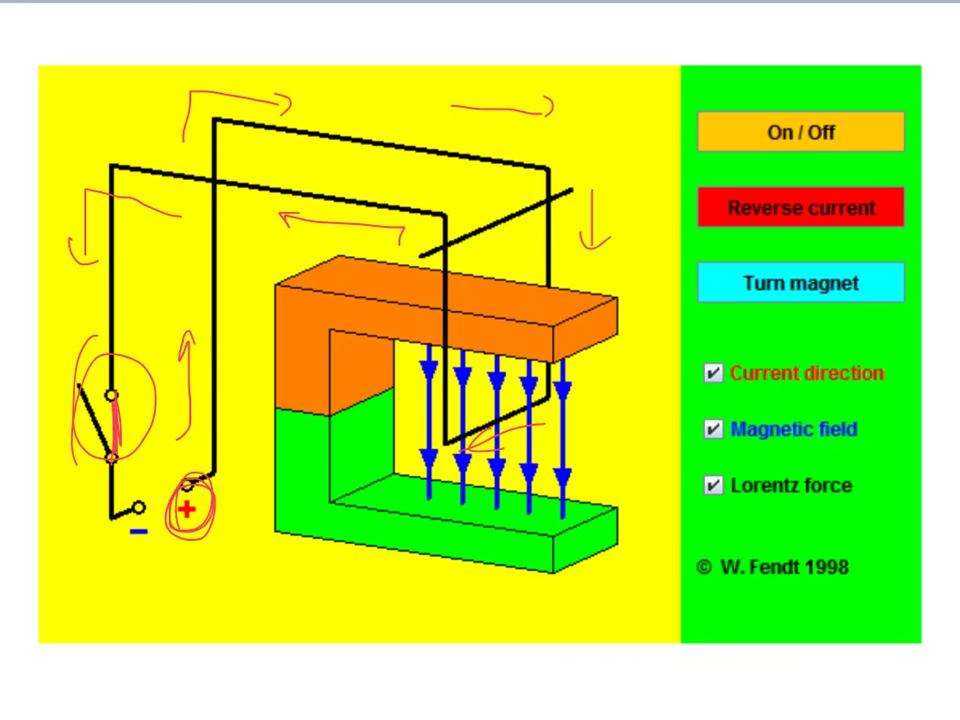 On / Off
Reverse current
Turn magnet
Current direction
Magnetic field
Lorentz force
© W. Fendt 1998
+
−